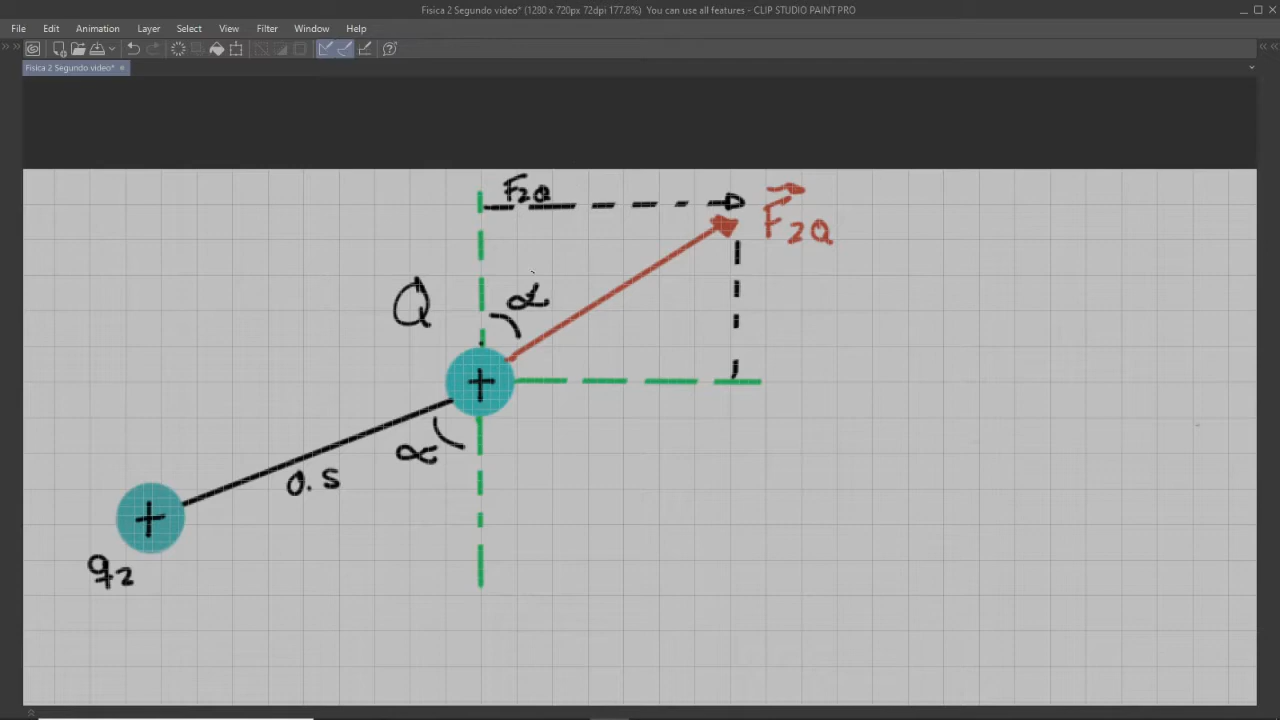 Fisica 2 Segundo video* (1280 x 720px 72dpi 177.8%) You can use all features - CLIP STUDIO PAINT PRO
File Edit Animation Layer Select View Filter Window Help
Fisica 2 Segundo video*
F2Q
F2Q
Q
α
+
α
0.5
+
q2